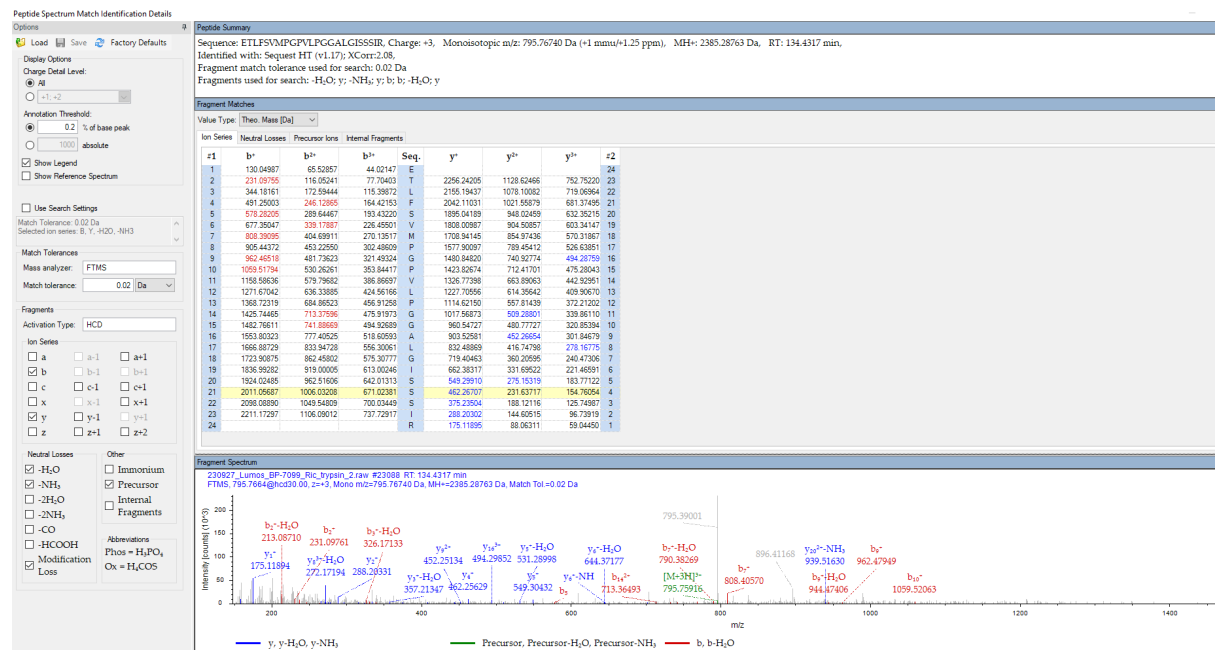 Peptide Spectrum Match Identification Details
Options
Load Save Factory Defaults
Display Options
Charge Detail Level:
All
+1; +2
Annotation Threshold:
0.2 % of base peak
1000 absolute
Show Legend
Show Reference Spectrum
Use Search Settings
Match Tolerance: 0.02 Da
Selected ion series: B, Y, -H2O, -NH3
Match Tolerances
Mass analyzer: FTMS
Match tolerance: 0.02 Da
Fragments
Activation Type: HCD
Ion Series
a a-1 a+1
b b-1 b+1
c c-1 c+1
x x-1 x+1
y y-1 y+1
z z+1 z+2
Neutral Losses
-H₂O
-NH₃
-2H₂O
-2NH₃
-CO
-HCOOH
Modification
Loss
Other
Immonium
Precursor
Internal
Fragments
Abbreviations
Phos = H₃PO₄
Ox = H₄COS
Peptide Summary
Sequence: ETLFSVMPGPVLPGGALGISSSIR, Charge: +3, Monoisotopic m/z: 795.76740 Da (+1 mmu/+1.25 ppm), MH+: 2385.28763 Da, RT: 134.4317 min,
Identified with: Sequest HT (v1.17); XCorr:2.08,
Fragment match tolerance used for search: 0.02 Da
Fragments used for search: -H₂O; y; -NH₃; y; b; b; -H₂O; y
Fragment Matches
Value Type: Theo. Mass [Da]
Ion Series Neutral Losses Precursor Ions Internal Fragments
#1 b⁺ b²⁺ b³⁺ Seq. y⁺ y²⁺ y³⁺ #2
1 130.04987 65.52857 44.02147 E 24
2 231.09755 116.05241 77.70403 T 2256.24205 1128.62466 752.75220 23
3 344.18161 172.59444 115.39872 L 2155.19437 1078.10082 719.06964 22
4 491.25003 246.12865 164.42153 F 2042.11031 1021.55879 681.37495 21
5 578.28205 289.64467 193.43220 S 1895.04189 948.02459 632.35215 20
6 677.35047 339.17887 226.45501 V 1808.00987 904.50857 603.34147 19
7 808.39095 404.69911 270.13517 M 1708.94145 854.97436 570.31867 18
8 905.44372 453.22550 302.48609 P 1577.90097 789.45412 526.63851 17
9 962.46518 481.73623 321.49324 G 1480.84820 740.92774 494.28759 16
10 1059.51794 530.26261 353.84417 P 1423.82674 712.41701 475.28043 15
11 1158.58636 579.79682 386.86697 V 1326.77398 663.89063 442.92951 14
12 1271.67042 636.33885 424.56166 L 1227.70556 614.35642 409.90670 13
13 1368.72319 684.86523 456.91258 P 1114.62150 557.81439 372.21202 12
14 1425.74465 713.37596 475.91973 G 1017.56873 509.28801 339.86110 11
15 1482.76611 741.88669 494.92689 G 960.54727 480.77727 320.85394 10
16 1553.80323 777.40525 518.60593 A 903.52581 452.26654 301.84679 9
17 1666.88729 833.94728 556.30061 L 832.48869 416.74798 278.16775 8
18 1723.90875 862.45802 575.30777 G 719.40463 360.20595 240.47306 7
19 1836.99282 919.00005 613.00246 I 662.38317 331.69522 221.46591 6
20 1924.02485 962.51606 642.01313 S 549.29910 275.15319 183.77122 5
21 2011.05687 1006.03208 671.02381 S 462.26707 231.63717 154.76054 4
22 2098.08890 1049.54809 700.03449 S 375.23504 188.12116 125.74987 3
23 2211.17297 1106.09012 737.72917 I 288.20302 144.60515 96.73919 2
24 R 175.11895 88.06311 59.04450 1
Fragment Spectrum
230927_Lumos_BP-7099_Ric_trypsin_2.raw #23088 RT: 134.4317 min
FTMS, 795.7664@hcd30.00, z=+3, Mono m/z=795.76740 Da, MH+=2385.28763 Da, Match Tol.=0.02 Da
Intensity [counts] (10^3)
200
150
100
50
0
795.39001
b₂⁺-H₂O
213.08710
b₂⁺
231.09761
b₃⁺-H₂O
326.17133
y₁⁺
175.11894
y₈³⁺-H₂O
272.17194
y₂⁺
288.20331
y₃⁺-H₂O
357.21347
y₉²⁺
452.25134
y₄⁺
462.25629
y₁₆³⁺
494.29852
y₅⁺-H₂O
531.28998
y₅⁺
549.30432
b₅
y₆⁺-NH
y₆⁺-H₂O
644.37177
b₁₄²⁺
713.36493
b₇⁺-H₂O
790.38269
[M+3H]³⁺
795.75916
b₇⁺
808.40570
896.41168
y₂₀²⁺-NH₃
939.51630
b₉⁺-H₂O
944.47406
b₉⁺
962.47949
b₁₀⁺
1059.52063
200 400 600 800 1000 1200 1400
m/z
y, y-H₂O, y-NH₃ Precursor, Precursor-H₂O, Precursor-NH₃ b, b-H₂O